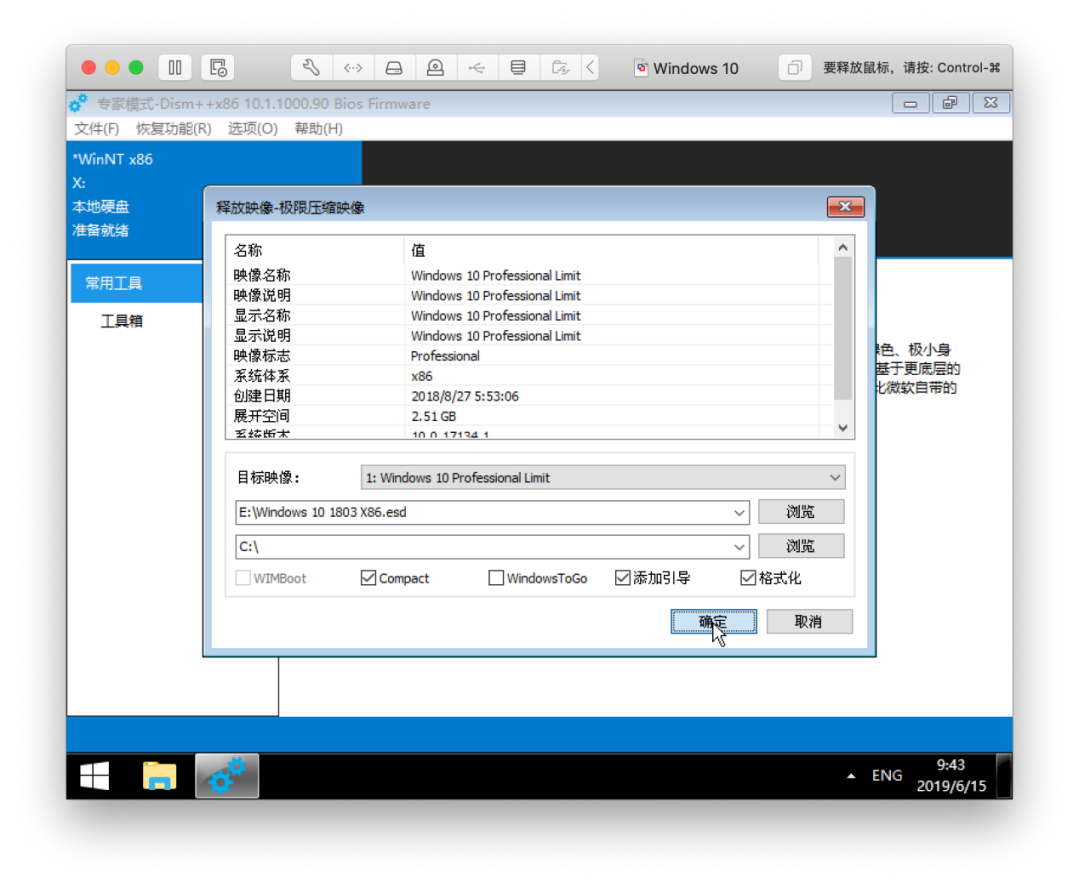 Windows 10
要释放鼠标，请按: Control-⌘
专家模式-Dism++x86 10.1.1000.90 Bios Firmware
文件(F) 恢复功能(R) 选项(O) 帮助(H)
*WinNT x86
X:
本地硬盘
准备就绪
常用工具
工具箱
色、极小身
基于更底层的
比微软自带的
释放映像-极限压缩映像
名称 值
映像名称 Windows 10 Professional Limit
映像说明 Windows 10 Professional Limit
显示名称 Windows 10 Professional Limit
显示说明 Windows 10 Professional Limit
映像标志 Professional
系统体系 x86
创建日期 2018/8/27 5:53:06
展开空间 2.51 GB
系统版本 10.0.17134.1
目标映像： 1: Windows 10 Professional Limit
E:\Windows 10 1803 X86.esd 浏览
C:\ 浏览
WIMBoot Compact WindowsToGo 添加引导 格式化
确定 取消
ENG
9:43
2019/6/15